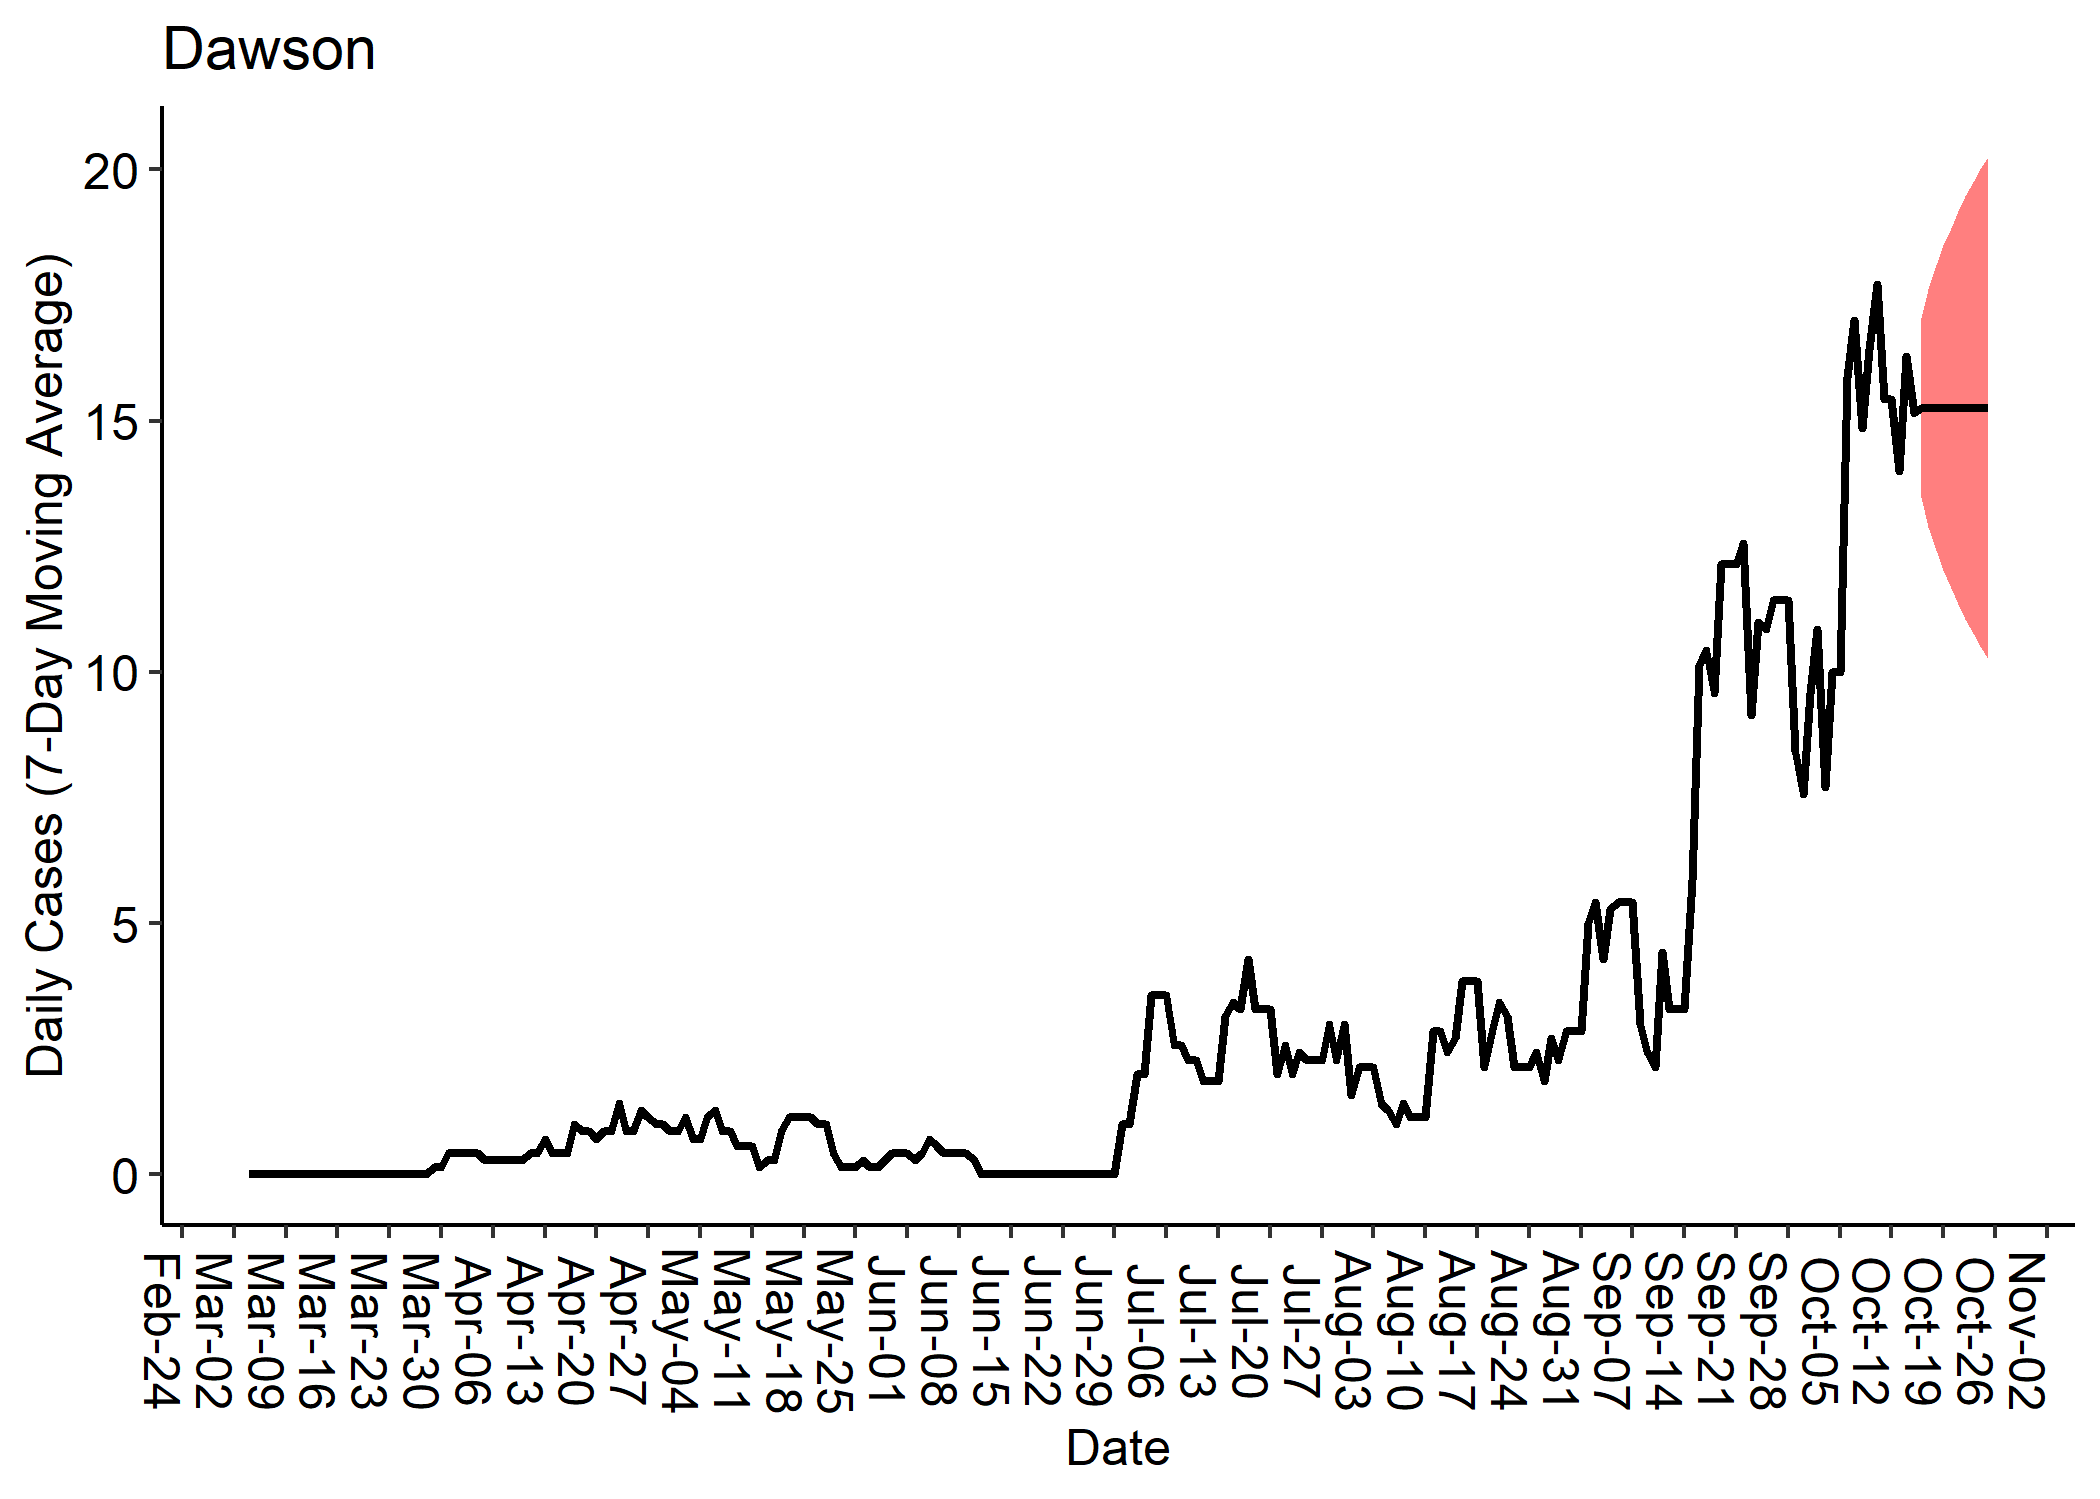 Dawson
Daily Cases (7-Day Moving Average)
20
15
10
5
0
Feb-24
Mar-02
Mar-09
Mar-16
Mar-23
Mar-30
Apr-06
Apr-13
Apr-20
Apr-27
May-04
May-11
May-18
May-25
Jun-01
Jun-08
Jun-15
Jun-22
Jun-29
Jul-06
Jul-13
Jul-20
Jul-27
Aug-03
Aug-10
Aug-17
Aug-24
Aug-31
Sep-07
Sep-14
Sep-21
Sep-28
Oct-05
Oct-12
Oct-19
Oct-26
Nov-02
Date